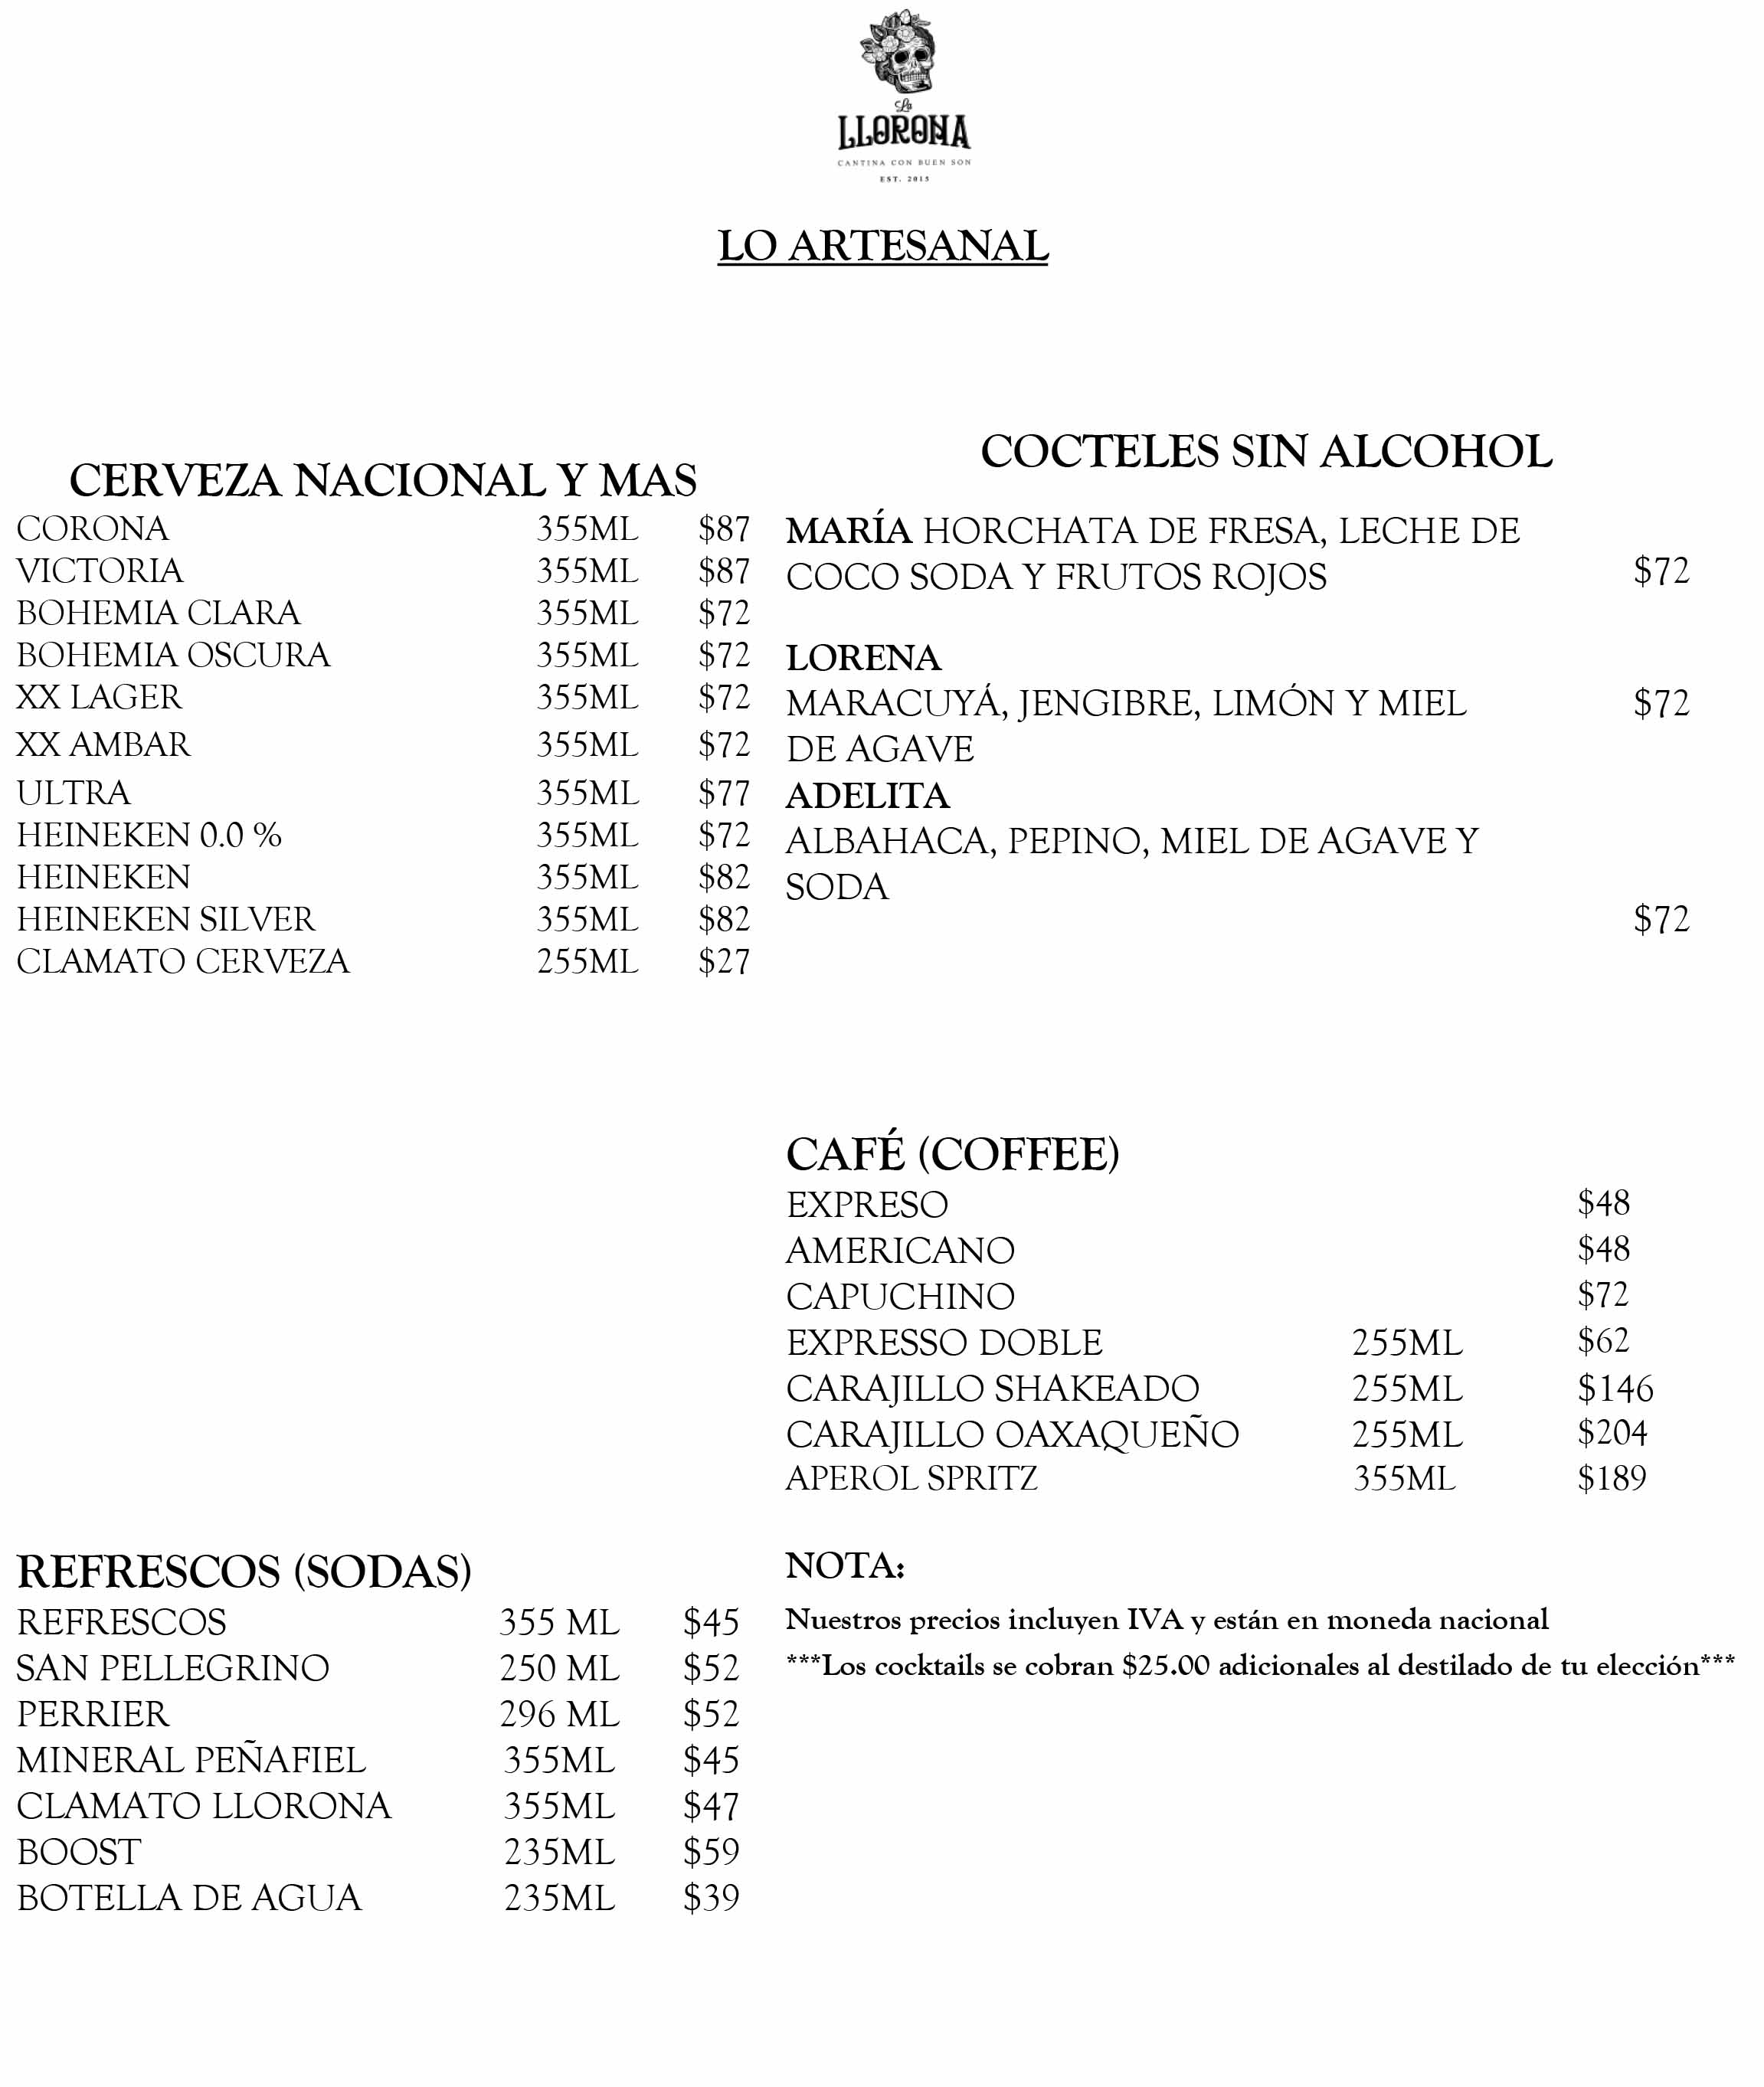 La
LLORONA
CANTINA CON BUEN SON
EST. 2015
LO ARTESANAL
CERVEZA NACIONAL Y MAS
CORONA 355ML $87
VICTORIA 355ML $87
BOHEMIA CLARA 355ML $72
BOHEMIA OSCURA 355ML $72
XX LAGER 355ML $72
XX AMBAR 355ML $72
ULTRA 355ML $77
HEINEKEN 0.0 % 355ML $72
HEINEKEN 355ML $82
HEINEKEN SILVER 355ML $82
CLAMATO CERVEZA 255ML $27
COCTELES SIN ALCOHOL
MARÍA HORCHATA DE FRESA, LECHE DE
COCO SODA Y FRUTOS ROJOS $72
LORENA
MARACUYÁ, JENGIBRE, LIMÓN Y MIEL $72
DE AGAVE
ADELITA
ALBAHACA, PEPINO, MIEL DE AGAVE Y
SODA
$72
CAFÉ (COFFEE)
EXPRESO $48
AMERICANO $48
CAPUCHINO $72
EXPRESSO DOBLE 255ML $62
CARAJILLO SHAKEADO 255ML $146
CARAJILLO OAXAQUEÑO 255ML $204
APEROL SPRITZ 355ML $189
REFRESCOS (SODAS)
REFRESCOS 355 ML $45
SAN PELLEGRINO 250 ML $52
PERRIER 296 ML $52
MINERAL PEÑAFIEL 355ML $45
CLAMATO LLORONA 355ML $47
BOOST 235ML $59
BOTELLA DE AGUA 235ML $39
NOTA:
Nuestros precios incluyen IVA y están en moneda nacional
***Los cocktails se cobran $25.00 adicionales al destilado de tu elección***